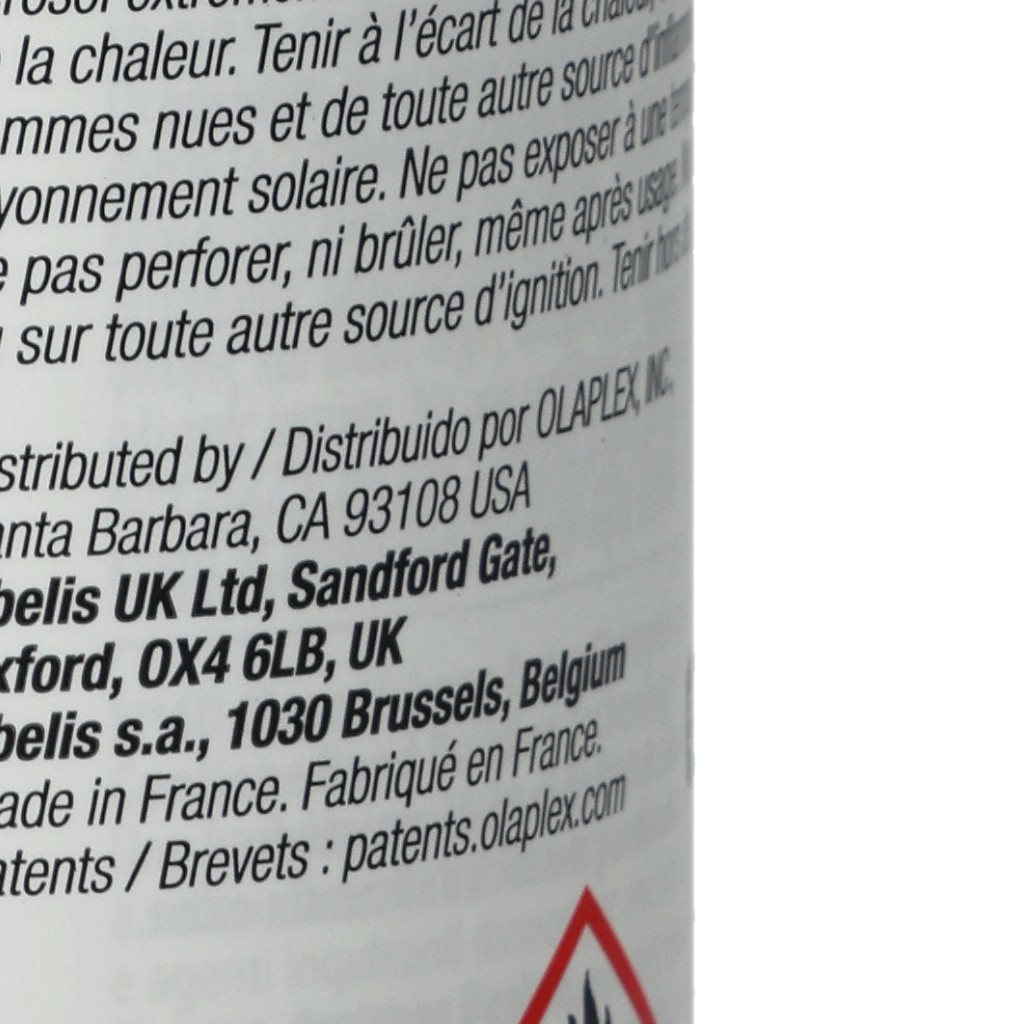 la chaleur. Tenir à l'écart de la
mmes nues et de toute autre source
yonnement solaire. Ne pas exposer à une
pas perforer, ni brûler, même après usage.
sur toute autre source d'ignition. Tenir hors
stributed by / Distribuido por OLAPLEX, INC.
anta Barbara, CA 93108 USA
belis UK Ltd, Sandford Gate,
xford, OX4 6LB, UK
belis s.a., 1030 Brussels, Belgium
ade in France. Fabriqué en France.
atents / Brevets : patents.olaplex.com